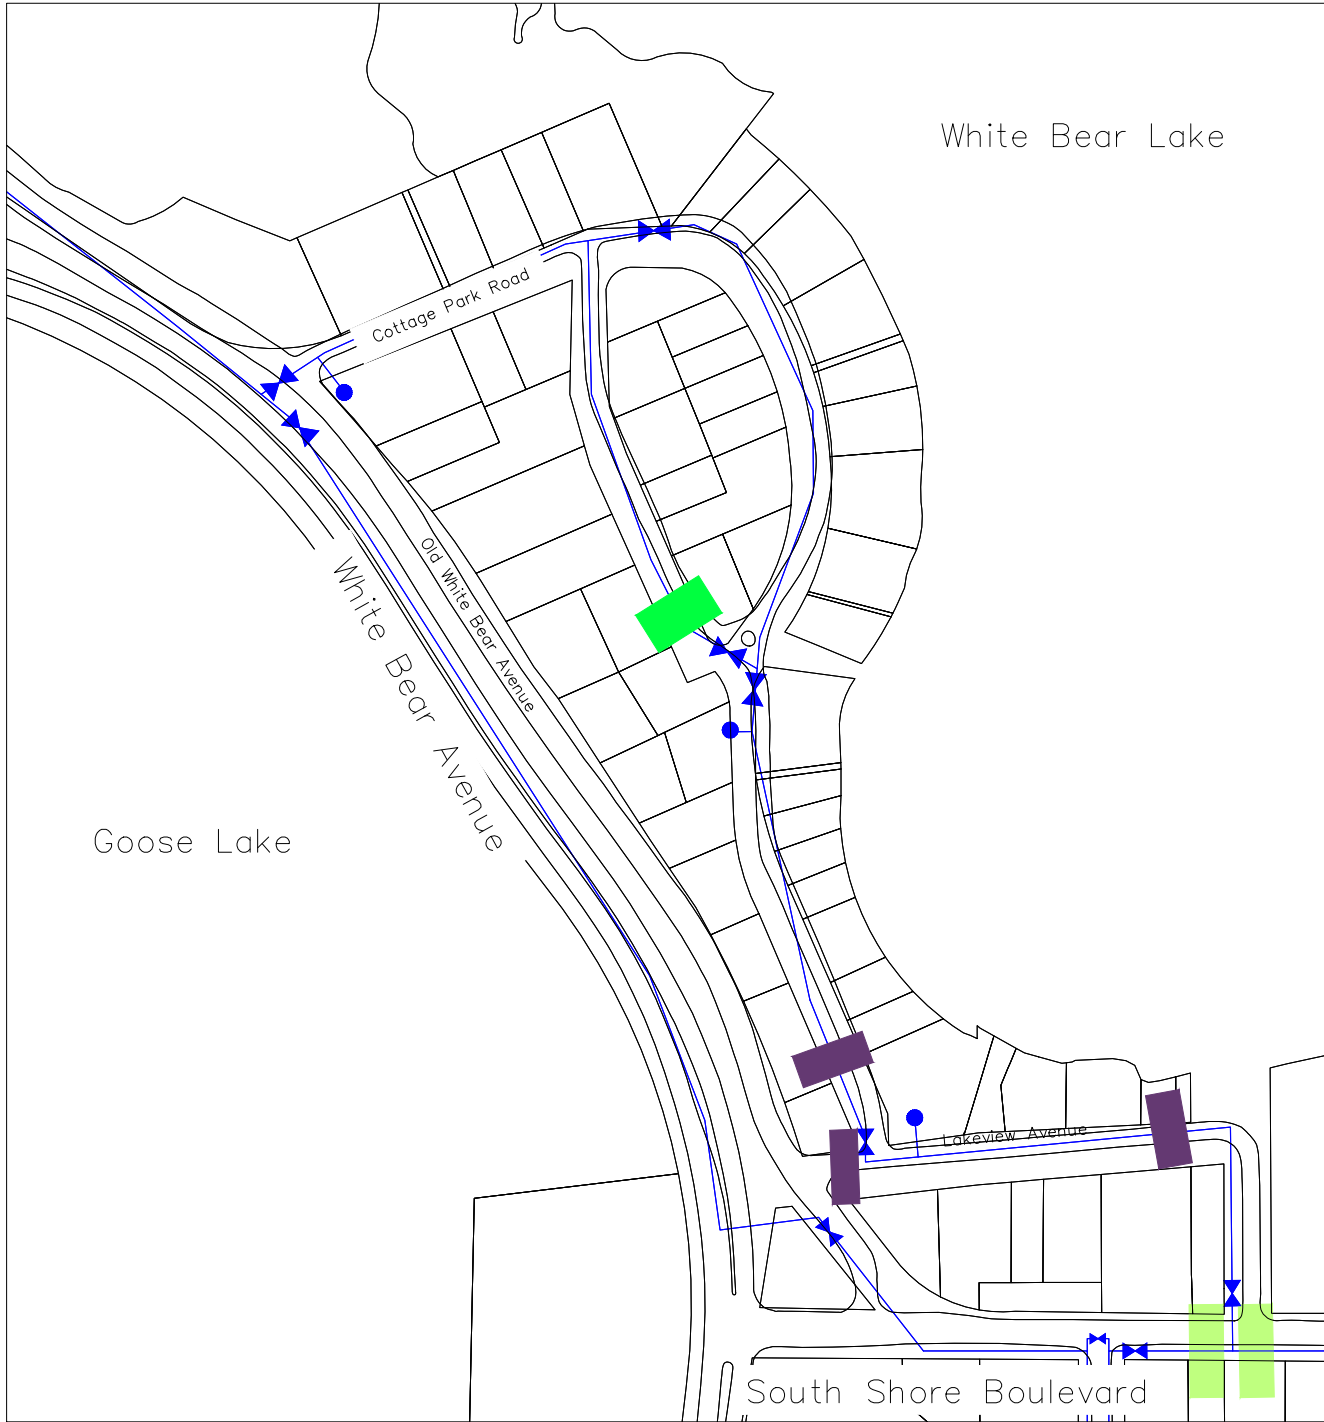 White Bear Lake
Cottage Park Road
Old White Bear Avenue
White Bear Avenue
Goose Lake
Lakeview Avenue
South Shore Boulevard